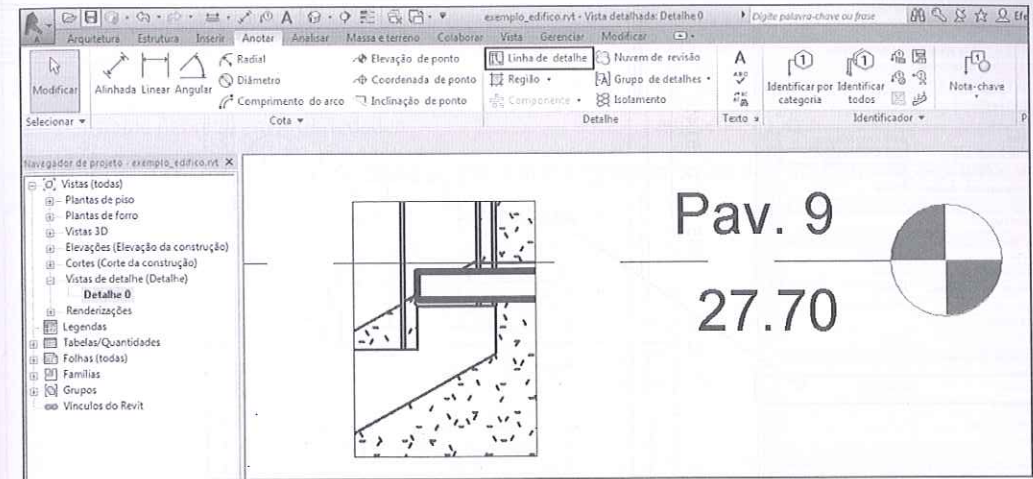 exemplo_edifico.rvt - Vista detalhada: Detalhe 0
Digite palavra-chave ou frase
Arquitetura Estrutura Inserir Anotar Analisar Massa e terreno Colaborar Vista Gerenciar Modificar
Modificar
Alinhada Linear Angular
Radial
Diâmetro
Comprimento do arco
Elevação de ponto
Coordenada de ponto
Inclinação de ponto
Linha de detalhe
Região
Componente
Nuvem de revisão
Grupo de detalhes
Isolamento
A
ABC
Identificar por categoria
Identificar todos
Nota-chave
Selecionar
Cota
Detalhe
Texto
Identificador
Navegador de projeto - exemplo_edifico.rvt
Vistas (todas)
Plantas de piso
Plantas de forro
Vistas 3D
Elevações (Elevação da construção)
Cortes (Corte da construção)
Vistas de detalhe (Detalhe)
Detalhe 0
Renderizações
Legendas
Tabelas/Quantidades
Folhas (todas)
Famílias
Grupos
Vínculos do Revit
Pav. 9
27.70